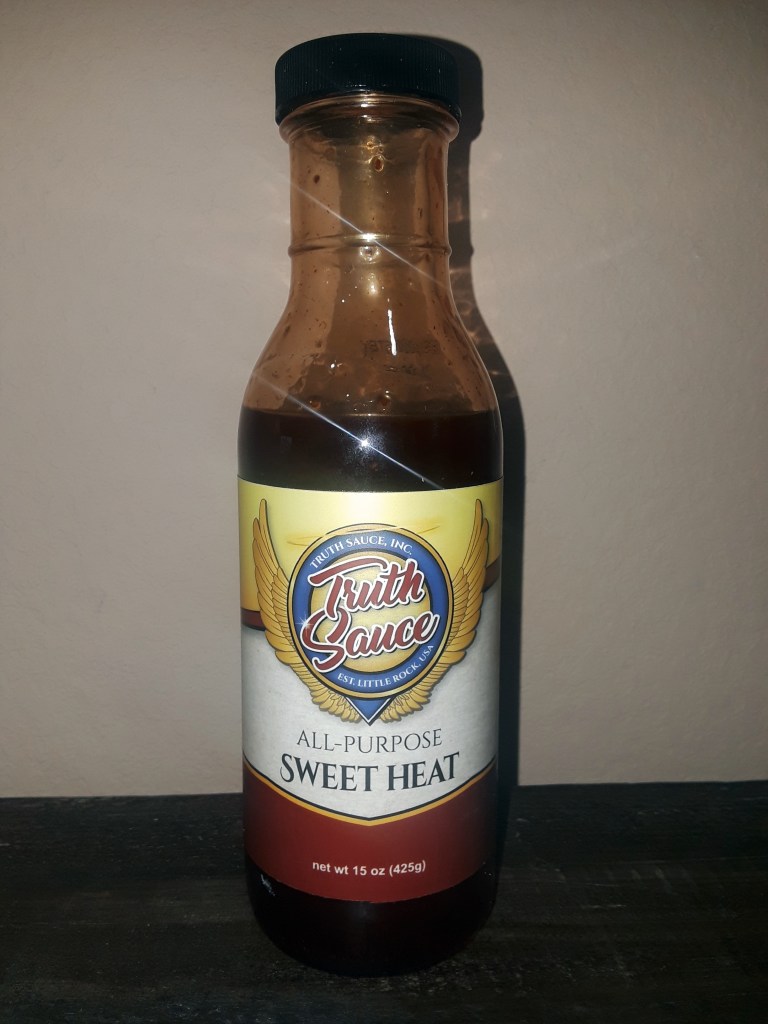 TRUTH SAUCE, INC.
Truth
Sauce
EST. LITTLE ROCK, USA
ALL-PURPOSE
SWEET HEAT
net wt 15 oz (425g)